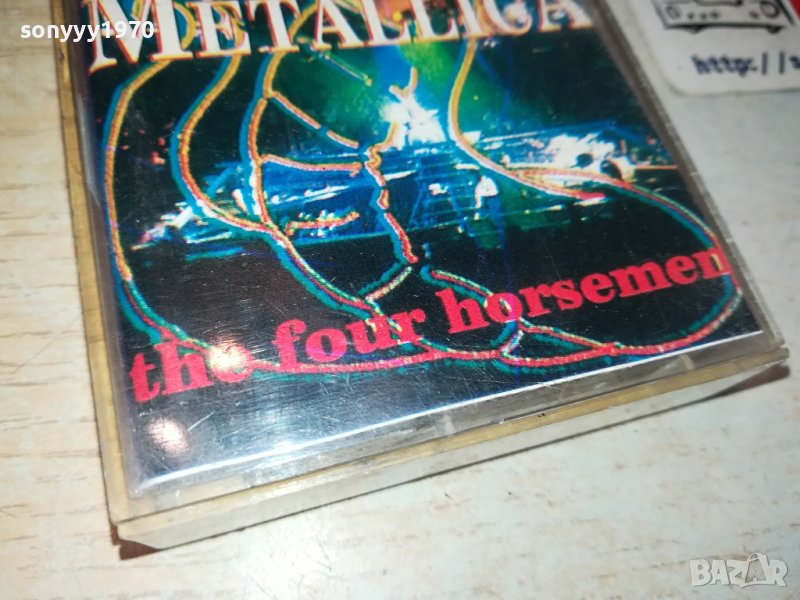 sonyyy1970
METALLICA
http://
the four horsemen
BAZAR